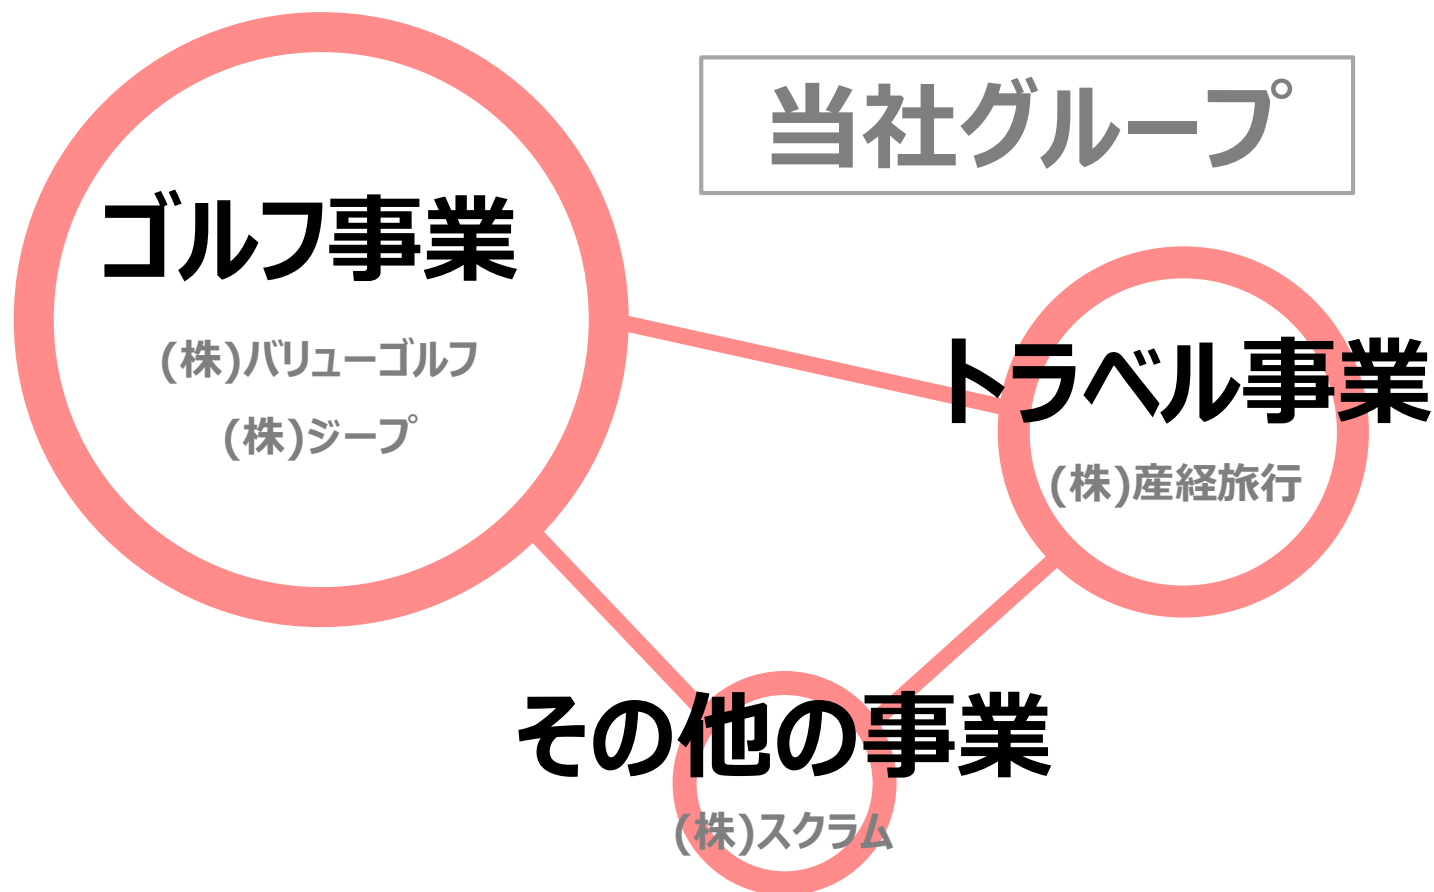 当社グループ
ゴルフ事業
(株)バリューゴルフ
(株)ジープ
トラベル事業
(株)産経旅行
その他の事業
(株)スクラム